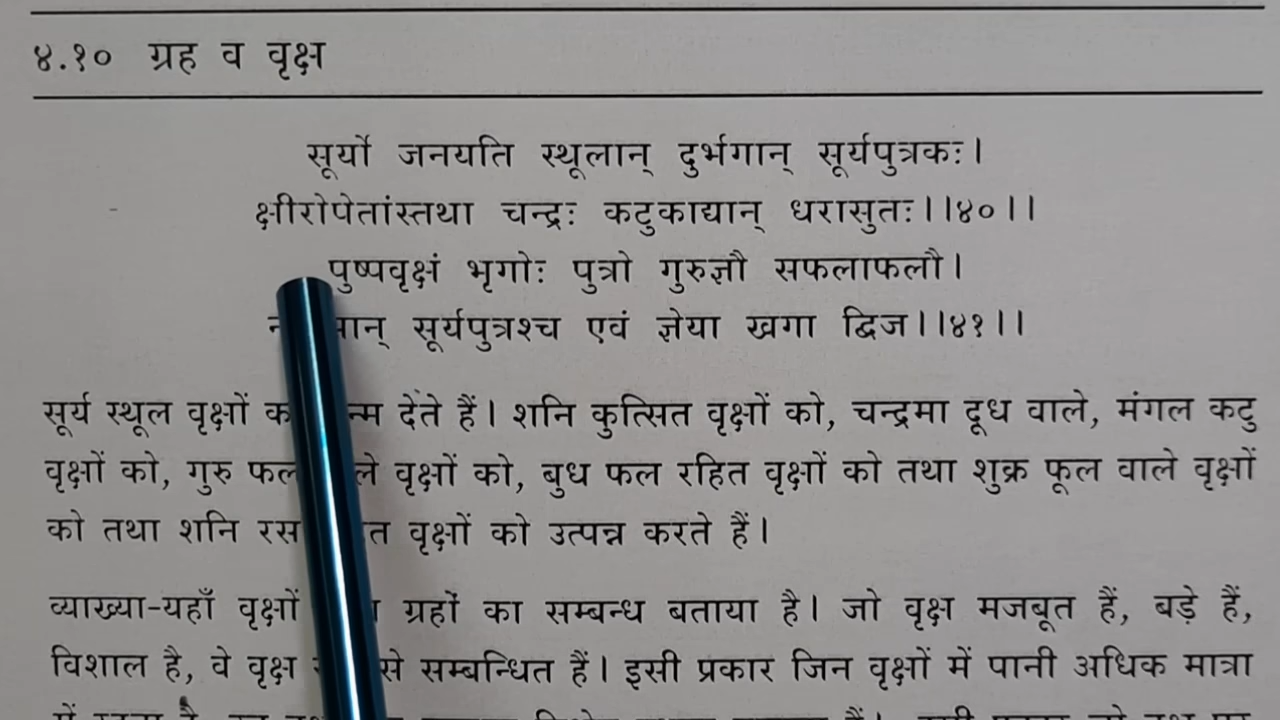 ४.१० ग्रह व वृक्ष
सूर्यो जनयति स्थूलान् दुर्भगान् सूर्यपुत्रकः।
क्षीरोपेतांस्तथा चन्द्रः कटुकाद्यान् धरासुतः।।४०।।
पुष्पवृक्षं भृगोः पुत्रो गुरुज्ञौ सफलाफलौ।
सूर्यपुत्रश्च एवं ज्ञेया खगा द्विज।।४१।।
सूर्य स्थूल वृक्षों देते हैं। शनि कुत्सित वृक्षों को, चन्द्रमा दूध वाले, मंगल कटु
वृक्षों को, गुरु फल वृक्षों को, बुध फल रहित वृक्षों को तथा शुक्र फूल वाले वृक्षों
को तथा शनि रस वृक्षों को उत्पन्न करते हैं।
व्याख्या-यहाँ वृक्षों ग्रहों का सम्बन्ध बताया है। जो वृक्ष मजबूत हैं, बड़े हैं,
विशाल है, वे वृक्ष से सम्बन्धित हैं। इसी प्रकार जिन वृक्षों में पानी अधिक मात्रा